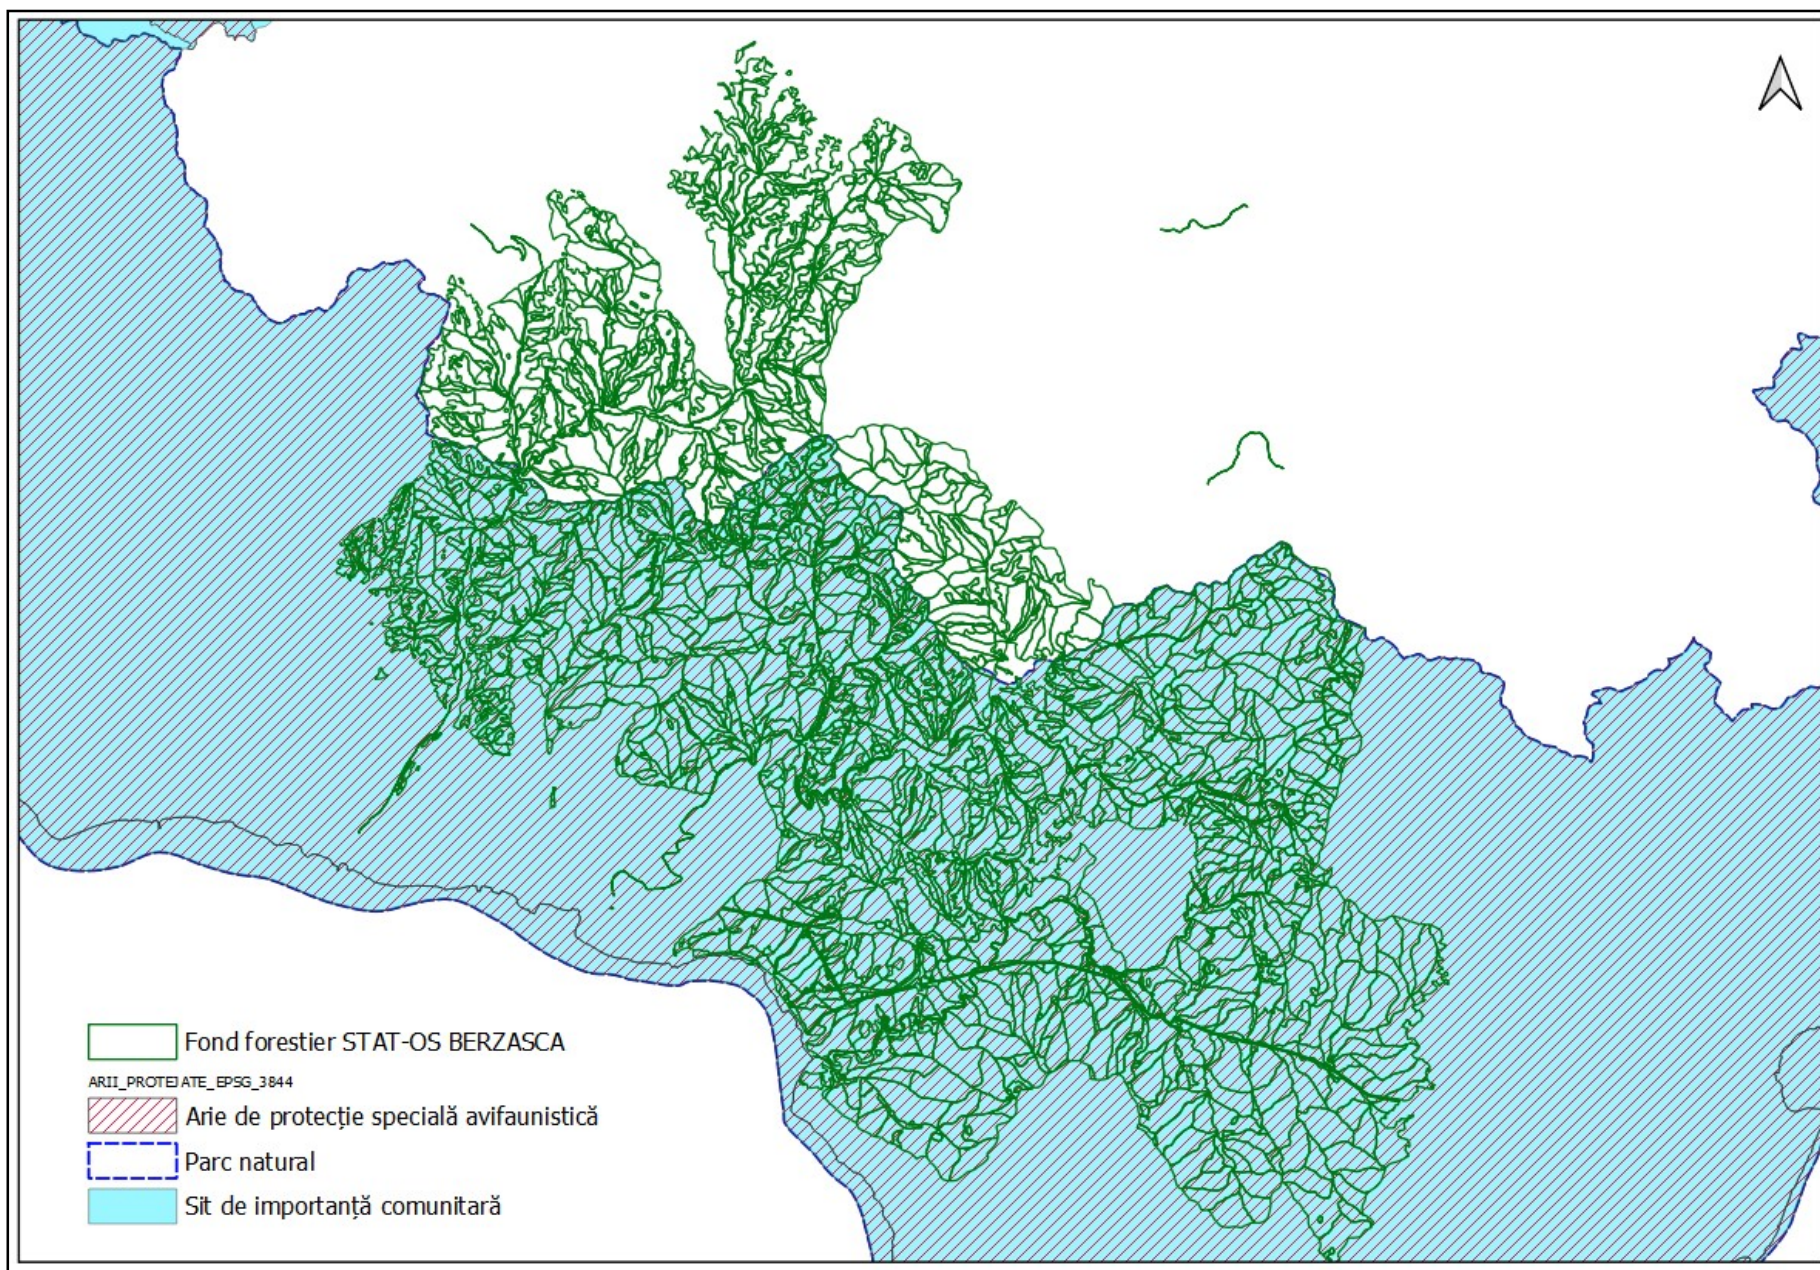 Fond forestier STAT-OS BERZASCA
ARII_PROTEJATE_EPSG_3844
Arie de protecție specială avifaunistică
Parc natural
Sit de importanță comunitară